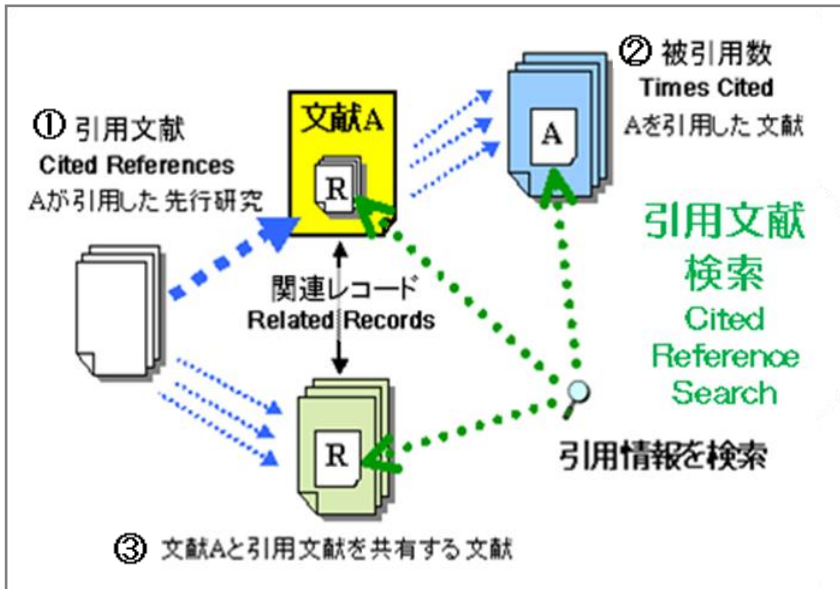 ① 引用文献
Cited References
Aが引用した先行研究
文献A
R
② 被引用数
Times Cited
Aを引用した文献
A
引用文献
検索
Cited
Reference
Search
関連レコード
Related Records
R
引用情報を検索
③ 文献Aと引用文献を共有する文献